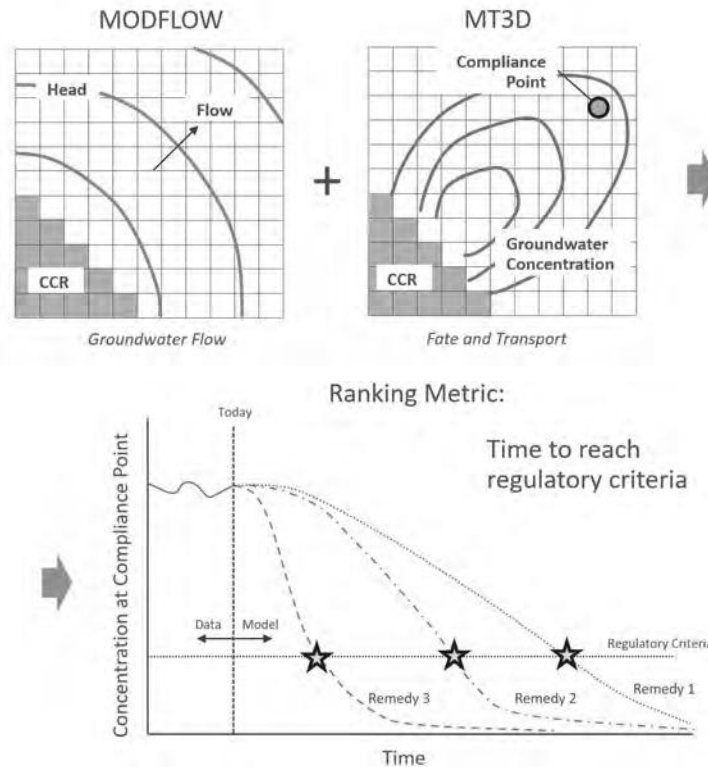 MODFLOW
MT3D
Head
Flow
CCR
Groundwater Flow
+
Compliance
Point
Groundwater
Concentration
CCR
Fate and Transport
Ranking Metric:
Today
Time to reach
regulatory criteria
Concentration at Compliance Point
Data
Model
Regulatory Criteria
Remedy 3
Remedy 2
Remedy 1
Time